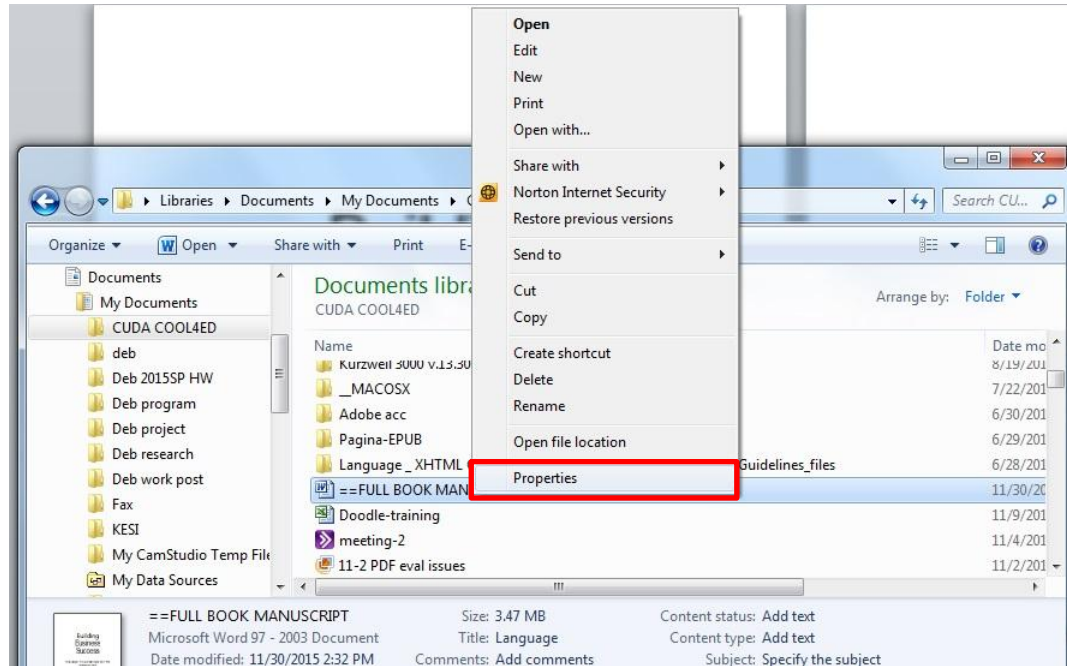 Open
Edit
New
Print
Open with...
Share with
Norton Internet Security
Restore previous versions
Send to
Cut
Copy
Create shortcut
Delete
Rename
Open file location
Properties
Libraries Documents My Documents
Search CU...
Organize Open Share with Print E-
Documents
My Documents
CUDA COOL4ED
deb
Deb 2015SP HW
Deb program
Deb project
Deb research
Deb work post
Fax
KESI
My CamStudio Temp File
My Data Sources
Documents libra
CUDA COOL4ED
Arrange by: Folder
Name Date mo
Kurzweil 3000 v.13.30 8/19/201
__MACOSX 7/22/201
Adobe acc 6/30/201
Pagina-EPUB 6/29/201
Language _ XHTML Guidelines_files 6/28/201
==FULL BOOK MAN 11/30/20
Doodle-training 11/9/201
meeting-2 11/4/201
11-2 PDF eval issues 11/2/201
==FULL BOOK MANUSCRIPT Size: 3.47 MB Content status: Add text
Microsoft Word 97 - 2003 Document Title: Language Content type: Add text
Date modified: 11/30/2015 2:32 PM Comments: Add comments Subject: Specify the subject
Building
Business
Success